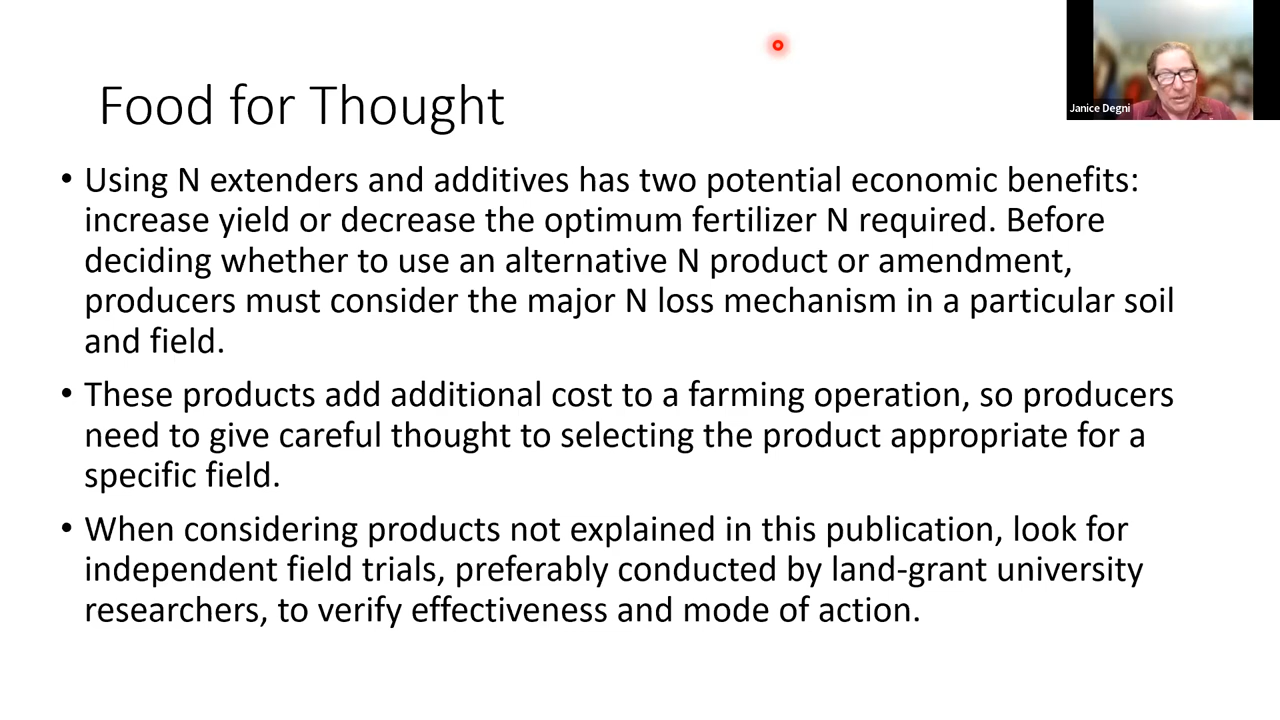 Janice Degni
Food for Thought
• Using N extenders and additives has two potential economic benefits:
increase yield or decrease the optimum fertilizer N required. Before
deciding whether to use an alternative N product or amendment,
producers must consider the major N loss mechanism in a particular soil
and field.
• These products add additional cost to a farming operation, so producers
need to give careful thought to selecting the product appropriate for a
specific field.
• When considering products not explained in this publication, look for
independent field trials, preferably conducted by land-grant university
researchers, to verify effectiveness and mode of action.